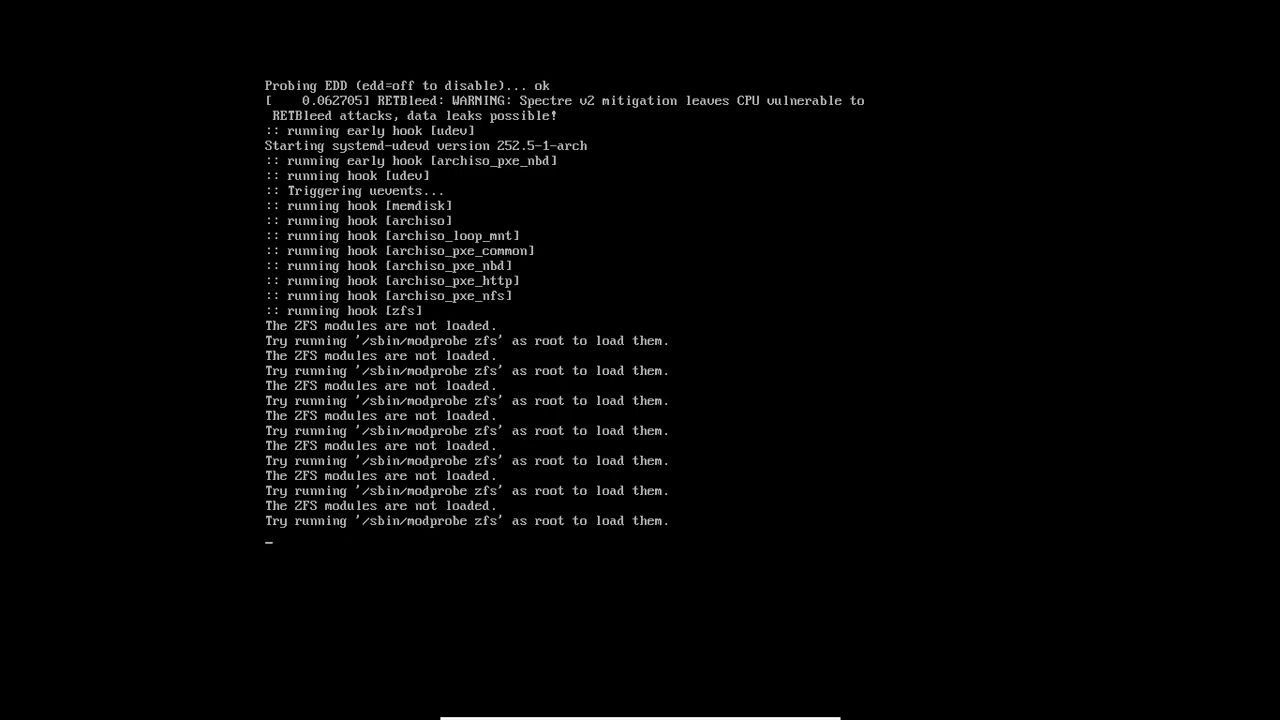 Probing EDD (edd=off to disable)... ok
[    0.062705] RETBleed: WARNING: Spectre v2 mitigation leaves CPU vulnerable to
 RETBleed attacks, data leaks possible!
:: running early hook [udev]
Starting systemd-udevd version 252.5-1-arch
:: running early hook [archiso_pxe_nbd]
:: running hook [udev]
:: Triggering uevents...
:: running hook [memdisk]
:: running hook [archiso]
:: running hook [archiso_loop_mnt]
:: running hook [archiso_pxe_common]
:: running hook [archiso_pxe_nbd]
:: running hook [archiso_pxe_http]
:: running hook [archiso_pxe_nfs]
:: running hook [zfs]
The ZFS modules are not loaded.
Try running '/sbin/modprobe zfs' as root to load them.
The ZFS modules are not loaded.
Try running '/sbin/modprobe zfs' as root to load them.
The ZFS modules are not loaded.
Try running '/sbin/modprobe zfs' as root to load them.
The ZFS modules are not loaded.
Try running '/sbin/modprobe zfs' as root to load them.
The ZFS modules are not loaded.
Try running '/sbin/modprobe zfs' as root to load them.
The ZFS modules are not loaded.
Try running '/sbin/modprobe zfs' as root to load them.
The ZFS modules are not loaded.
Try running '/sbin/modprobe zfs' as root to load them.
_